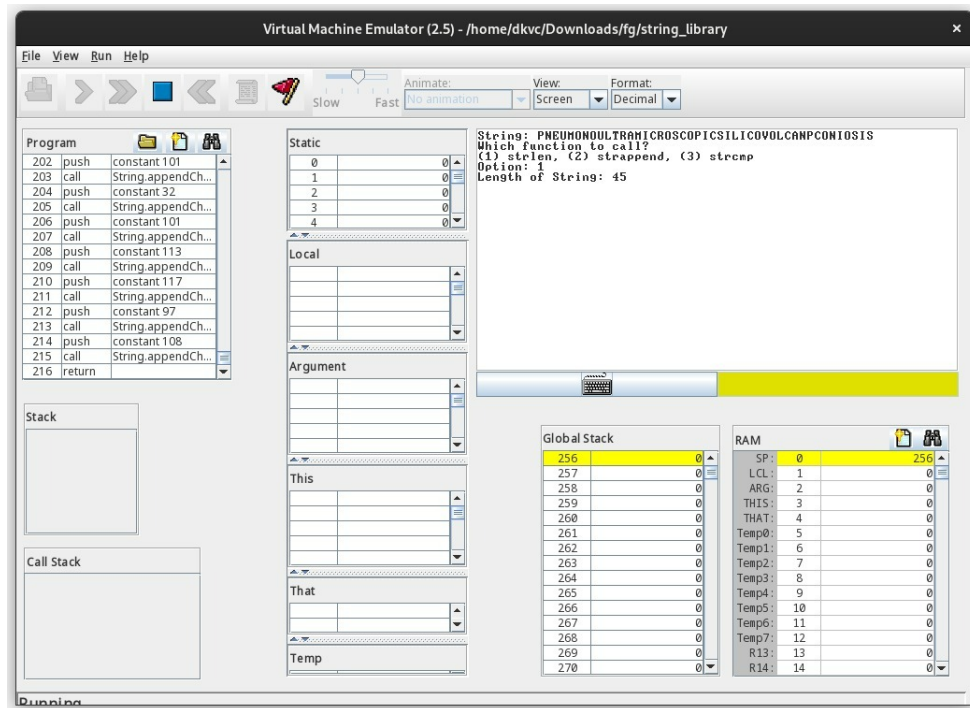 Virtual Machine Emulator (2.5) - /home/dkvc/Downloads/fg/string_library ×
File View Run Help
Slow Fast
Animate:
No animation
View:
Screen
Format:
Decimal
Program
202 push constant 101
203 call String.appendCh...
204 push constant 32
205 call String.appendCh...
206 push constant 101
207 call String.appendCh...
208 push constant 113
209 call String.appendCh...
210 push constant 117
211 call String.appendCh...
212 push constant 97
213 call String.appendCh...
214 push constant 108
215 call String.appendCh...
216 return
Stack
Call Stack
Static
0 0
1 0
2 0
3 0
4 0
Local
Argument
This
That
Temp
String: PNEUMONOULTRAMICROSCOPICSILICOVOLCANPCONIOSIS
Which function to call?
(1) strlen, (2) strappend, (3) strcmp
Option: 1
Length of String: 45
Global Stack
256 0
257 0
258 0
259 0
260 0
261 0
262 0
263 0
264 0
265 0
266 0
267 0
268 0
269 0
270 0
RAM
SP: 0 256
LCL: 1 0
ARG: 2 0
THIS: 3 0
THAT: 4 0
Temp0: 5 0
Temp1: 6 0
Temp2: 7 0
Temp3: 8 0
Temp4: 9 0
Temp5: 10 0
Temp6: 11 0
Temp7: 12 0
R13: 13 0
R14: 14 0
Running